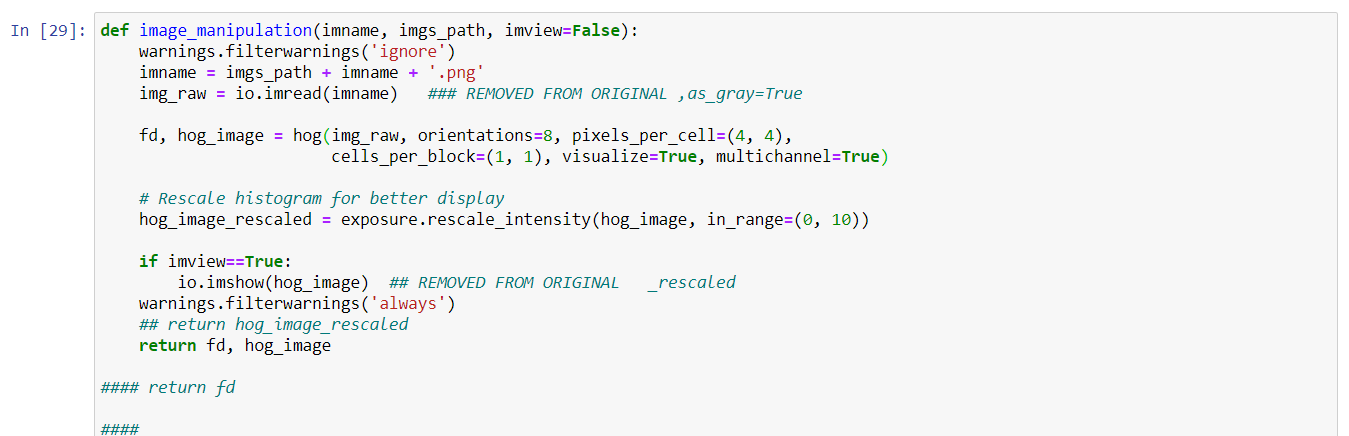 In [29]: def image_manipulation(imname, imgs_path, imview=False):
    warnings.filterwarnings('ignore')
    imname = imgs_path + imname + '.png'
    img_raw = io.imread(imname)   ### REMOVED FROM ORIGINAL ,as_gray=True
    fd, hog_image = hog(img_raw, orientations=8, pixels_per_cell=(4, 4),
                        cells_per_block=(1, 1), visualize=True, multichannel=True)
    # Rescale histogram for better display
    hog_image_rescaled = exposure.rescale_intensity(hog_image, in_range=(0, 10))
    if imview==True:
        io.imshow(hog_image)  ## REMOVED FROM ORIGINAL   _rescaled
    warnings.filterwarnings('always')
    ## return hog_image_rescaled
    return fd, hog_image
#### return fd
####